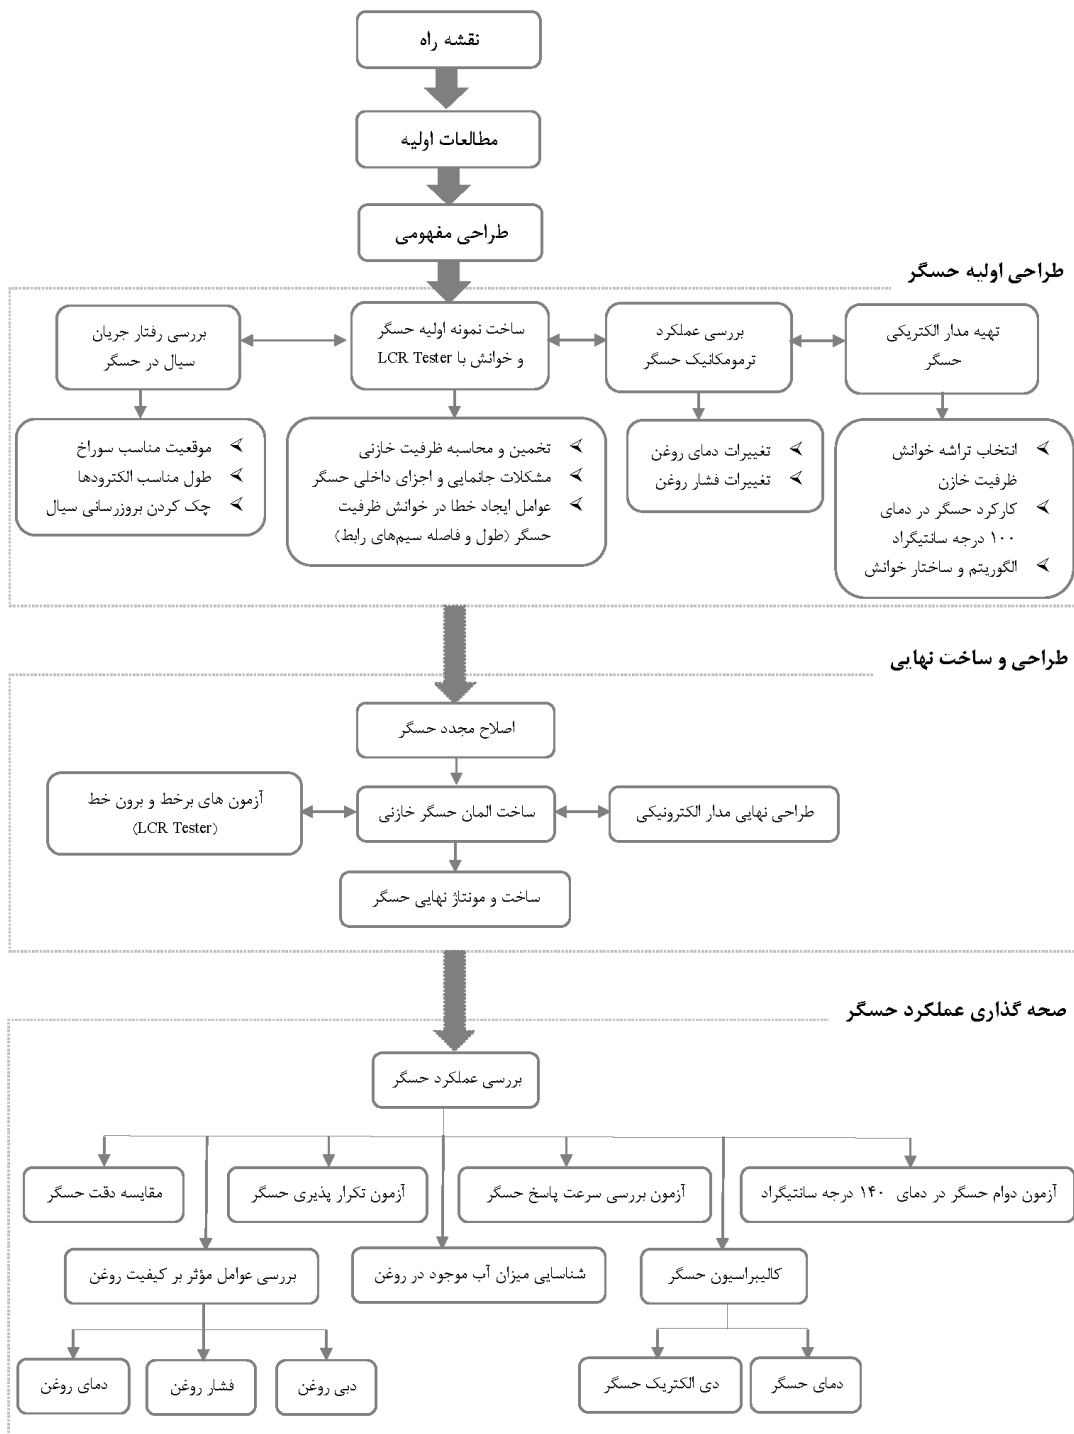 نقشه راه
مطالعات اولیه
طراحی مفهومی
طراحی اولیه حسگر
تهیه مدار الکتریکی
حسگر
بررسی عملکرد
ترمومکانیک حسگر
ساخت نمونه اولیه حسگر
و خوانش با LCR Tester
بررسی رفتار جریان
سیال در حسگر
انتخاب تراشه خوانش
ظرفیت خازن
کارکرد حسگر در دمای
۱۰۰ درجه سانتیگراد
الگوریتم و ساختار خوانش
تغییرات دمای روغن
تغییرات فشار روغن
تخمین و محاسبه ظرفیت خازنی
مشکلات جانمایی و اجزای داخلی حسگر
عوامل ایجاد خطا در خوانش ظرفیت
حسگر (طول و فاصله سیم‌های رابط)
موقعیت مناسب سوراخ
طول مناسب الکترودها
چک کردن بروزرسانی سیال
طراحی و ساخت نهایی
اصلاح مجدد حسگر
طراحی نهایی مدار الکترونیکی
ساخت المان حسگر خازنی
آزمون های برخط و برون خط
(LCR Tester)
ساخت و مونتاژ نهایی حسگر
صحه گذاری عملکرد حسگر
بررسی عملکرد حسگر
آزمون دوام حسگر در دمای ۱۴۰ درجه سانتیگراد
آزمون بررسی سرعت پاسخ حسگر
آزمون تکرار پذیری حسگر
مقایسه دقت حسگر
کالیبراسیون حسگر
شناسایی میزان آب موجود در روغن
بررسی عوامل مؤثر بر کیفیت روغن
دمای حسگر
دی الکتریک حسگر
دبی روغن
فشار روغن
دمای روغن